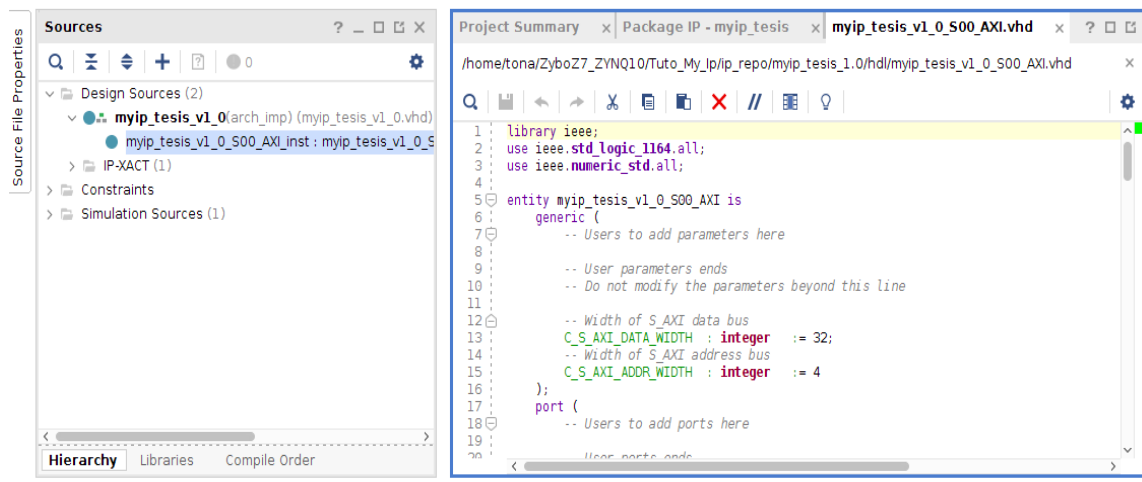 Source File Properties
Sources
0
Design Sources (2)
myip_tesis_v1_0(arch_imp) (myip_tesis_v1_0.vhd)
myip_tesis_v1_0_S00_AXI_inst : myip_tesis_v1_0_S
IP-XACT (1)
Constraints
Simulation Sources (1)
Hierarchy Libraries Compile Order
Project Summary x Package IP - myip_tesis x myip_tesis_v1_0_S00_AXI.vhd x
/home/tona/ZyboZ7_ZYNQ10/Tuto_My_Ip/ip_repo/myip_tesis_1.0/hdl/myip_tesis_v1_0_S00_AXI.vhd
1 library ieee;
2 use ieee.std_logic_1164.all;
3 use ieee.numeric_std.all;
4
5 entity myip_tesis_v1_0_S00_AXI is
6 generic (
7 -- Users to add parameters here
8
9 -- User parameters ends
10 -- Do not modify the parameters beyond this line
11
12 -- Width of S_AXI data bus
13 C_S_AXI_DATA_WIDTH : integer := 32;
14 -- Width of S_AXI address bus
15 C_S_AXI_ADDR_WIDTH : integer := 4
16 );
17 port (
18 -- Users to add ports here
19
20 -- User ports ends